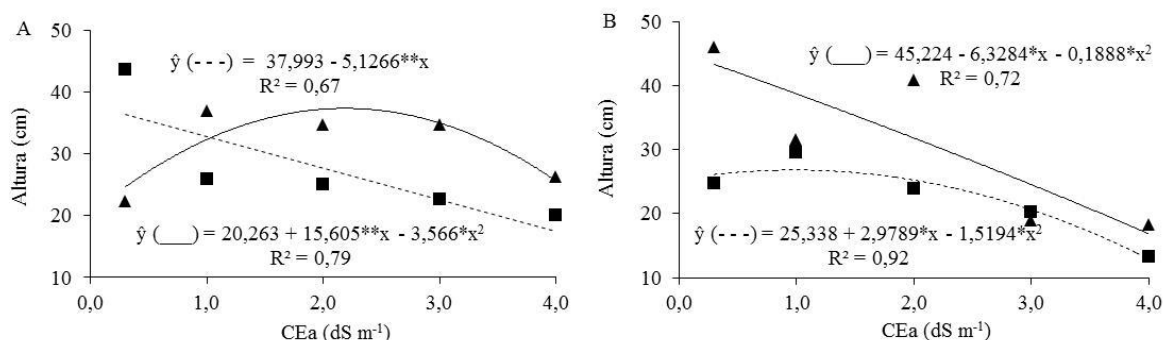 A
50
40
30
20
10
Altura (cm)
ŷ (- - -) = 37,993 - 5,1266**x
R² = 0,67
ŷ (___) = 20,263 + 15,605**x - 3,566*x²
R² = 0,79
0,0 1,0 2,0 3,0 4,0
CEa (dS m⁻¹)
B
50
40
30
20
10
Altura (cm)
ŷ (___) = 45,224 - 6,3284*x - 0,1888*x²
R² = 0,72
ŷ (- - -) = 25,338 + 2,9789*x - 1,5194*x²
R² = 0,92
0,0 1,0 2,0 3,0 4,0
CEa (dS m⁻¹)